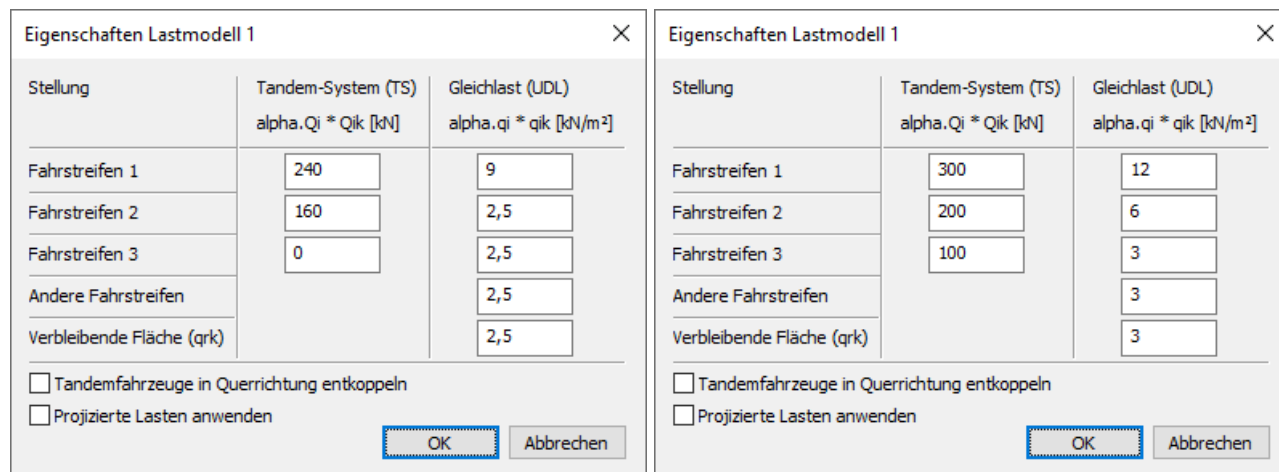 Eigenschaften Lastmodell 1
Stellung Tandem-System (TS) Gleichlast (UDL)
alpha.Qi * Qik [kN] alpha.qi * qik [kN/m²]
Fahrstreifen 1 240 9
Fahrstreifen 2 160 2,5
Fahrstreifen 3 0 2,5
Andere Fahrstreifen 2,5
Verbleibende Fläche (qrk) 2,5
Tandemfahrzeuge in Querrichtung entkoppeln
Projizierte Lasten anwenden
OK Abbrechen
Eigenschaften Lastmodell 1
Stellung Tandem-System (TS) Gleichlast (UDL)
alpha.Qi * Qik [kN] alpha.qi * qik [kN/m²]
Fahrstreifen 1 300 12
Fahrstreifen 2 200 6
Fahrstreifen 3 100 3
Andere Fahrstreifen 3
Verbleibende Fläche (qrk) 3
Tandemfahrzeuge in Querrichtung entkoppeln
Projizierte Lasten anwenden
OK Abbrechen